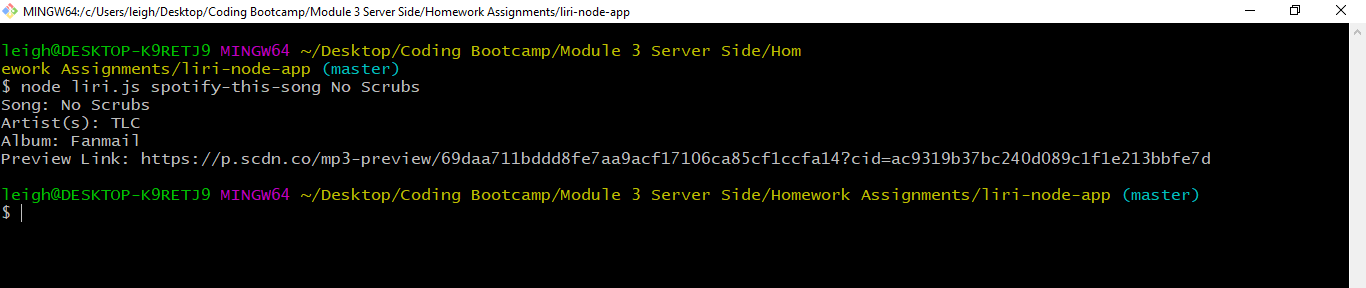 MINGW64:/c/Users/leigh/Desktop/Coding Bootcamp/Module 3 Server Side/Homework Assignments/liri-node-app
leigh@DESKTOP-K9RETJ9 MINGW64 ~/Desktop/Coding Bootcamp/Module 3 Server Side/Hom
ework Assignments/liri-node-app (master)
$ node liri.js spotify-this-song No Scrubs
Song: No Scrubs
Artist(s): TLC
Album: Fanmail
Preview Link: https://p.scdn.co/mp3-preview/69daa711bddd8fe7aa9acf17106ca85cf1ccfa14?cid=ac9319b37bc240d089c1f1e213bbfe7d
leigh@DESKTOP-K9RETJ9 MINGW64 ~/Desktop/Coding Bootcamp/Module 3 Server Side/Homework Assignments/liri-node-app (master)
$